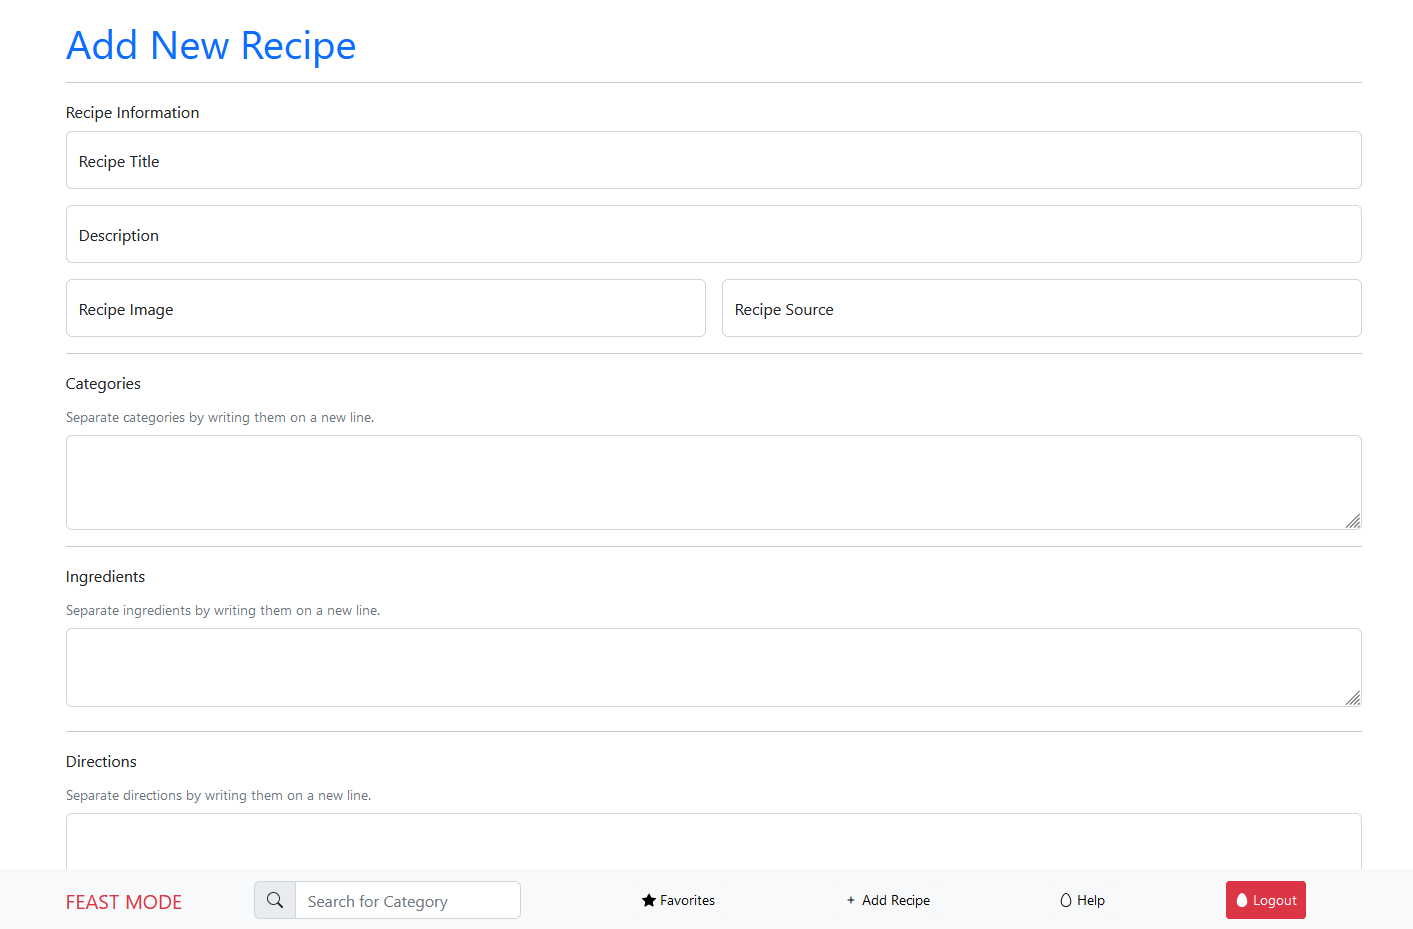 Add New Recipe
Recipe Information
Recipe Title
Description
Recipe Image
Recipe Source
Categories
Separate categories by writing them on a new line.
Ingredients
Separate ingredients by writing them on a new line.
Directions
Separate directions by writing them on a new line.
FEAST MODE
Search for Category
Favorites
+ Add Recipe
Help
Logout